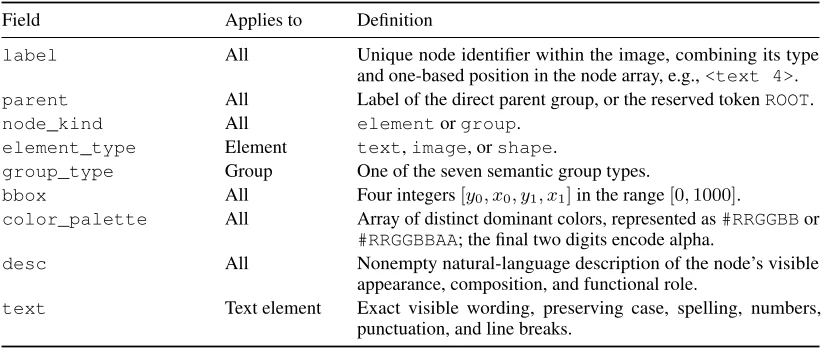 Field Applies to Definition
label All Unique node identifier within the image, combining its type
and one-based position in the node array, e.g., <text 4>.
parent All Label of the direct parent group, or the reserved token ROOT.
node_kind All element or group.
element_type Element text, image, or shape.
group_type Group One of the seven semantic group types.
bbox All Four integers [y0, x0, y1, x1] in the range [0, 1000].
color_palette All Array of distinct dominant colors, represented as #RRGGBB or
#RRGGBBAA; the final two digits encode alpha.
desc All Nonempty natural-language description of the node's visible
appearance, composition, and functional role.
text Text element Exact visible wording, preserving case, spelling, numbers,
punctuation, and line breaks.